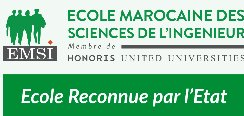 EMSI
ECOLE MAROCAINE DES
SCIENCES DE L'INGENIEUR
Membre de
HONORIS UNITED UNIVERSITIES
Ecole Reconnue par l'Etat